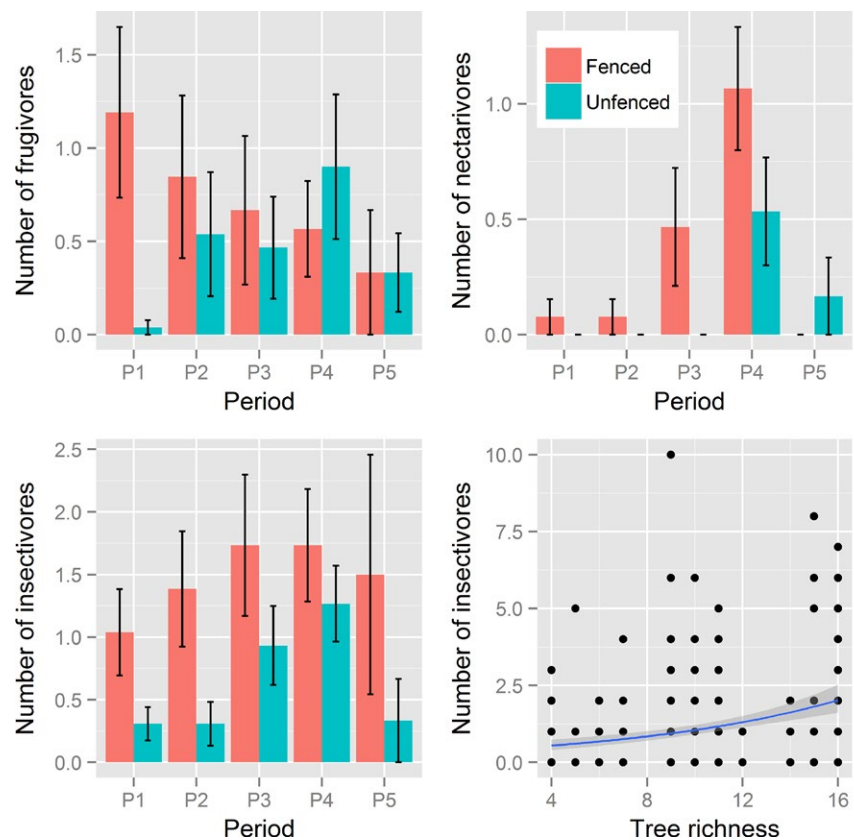 Number of frugivores
1.5
1.0
0.5
0.0
P1 P2 P3 P4 P5
Period
Number of nectarivores
1.0
0.5
0.0
Fenced
Unfenced
P1 P2 P3 P4 P5
Period
Number of insectivores
2.5
2.0
1.5
1.0
0.5
0.0
P1 P2 P3 P4 P5
Period
Number of insectivores
10.0
7.5
5.0
2.5
0.0
4 8 12 16
Tree richness